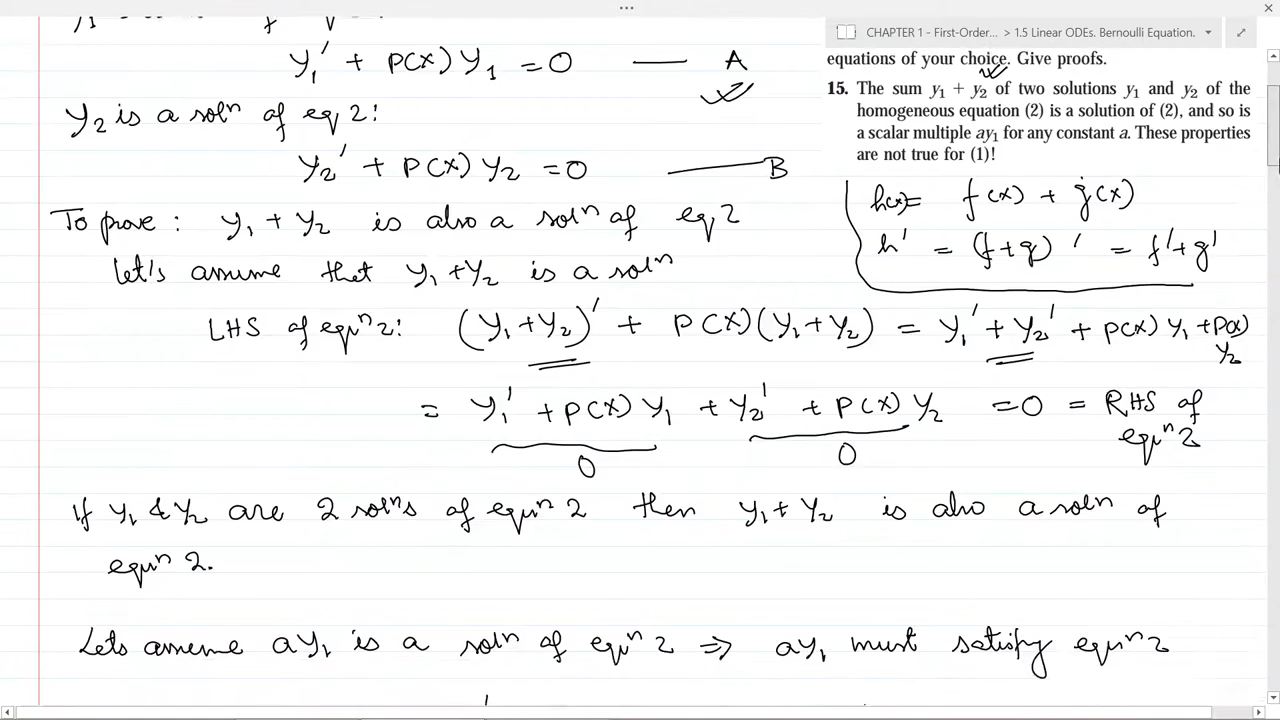 y₁' + p(x) y₁ = 0 — A
y₂ is a solⁿ of eq 2:
y₂' + p(x) y₂ = 0 — B
To prove: y₁ + y₂ is also a solⁿ of eq 2
Let's assume that y₁ + y₂ is a solⁿ
LHS of equⁿ 2: (y₁ + y₂)' + p(x)(y₁ + y₂) = y₁' + y₂' + p(x) y₁ + p(x)
y₂
= y₁' + p(x) y₁ + y₂' + p(x) y₂ = 0 = RHS of
equⁿ 2
0 0
If y₁ & y₂ are 2 solⁿs of equⁿ 2 then y₁ + y₂ is also a solⁿ of
equⁿ 2.
Lets assume ay₁ is a solⁿ of equⁿ 2 ⇒ ay₁ must satisfy equⁿ 2
CHAPTER 1 - First-Order... > 1.5 Linear ODEs. Bernoulli Equation.
equations of your choice. Give proofs.
15. The sum y₁ + y₂ of two solutions y₁ and y₂ of the
homogeneous equation (2) is a solution of (2), and so is
a scalar multiple ay₁ for any constant a. These properties
are not true for (1)!
h(x) = f(x) + g(x)
h' = (f+g)' = f' + g'